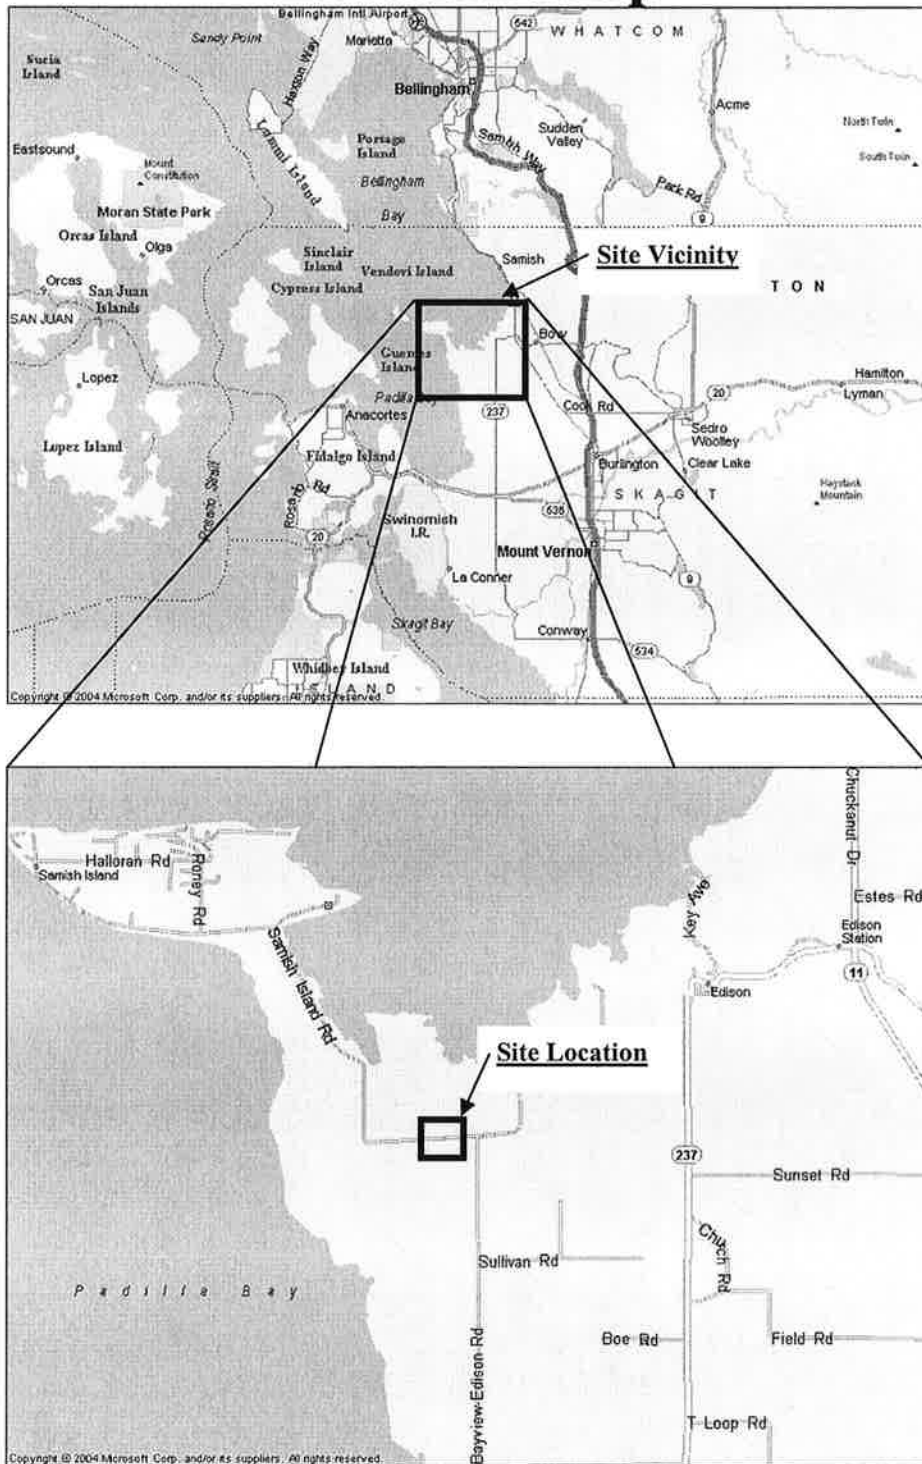 Bellingham Intl.Airport
542
WHATCOM
Sandy Point
Marietta
Sucia
Island
Haxton Way
Bellingham
Acme
North Twin
Lummi Island
Portage
Island
Sudden
Valley
Samish Way
South Twin
Eastsound
Mount
Constitution
Bellingham
Bay
Park Rd
Moran State Park
9
Orcas Island
Olga
Sinclair
Island
Vendovi Island
Samish
Site Vicinity
Orcas
San Juan
Islands
Cypress Island
TON
SAN JUAN
Bow
Guemes
Island
Hamilton
Lopez
Padilla
20
Lyman
Anacortes
237
Cook Rd
Sedro
Woolley
Lopez Island
Fidalgo Island
Burlington
Clear Lake
Rosario Strait
Rosario Rd
SKAGIT
Haystack
Mountain
Swinomish
I.R.
20
Mount Vernon
La Conner
9
Skagit Bay
Conway
534
Whidbey Island
ISLAND
Copyright © 2004 Microsoft Corp. and/or its suppliers. All rights reserved.
Chuckanut Dr
Halloran Rd
Roney Rd
Samish Island
Key Ave
Estes Rd
Edison
Station
Samish Island Rd
11
Edison
Site Location
237
Sunset Rd
Church Rd
Sullivan Rd
Padilla Bay
Boe Rd
Field Rd
Bayview-Edison Rd
T Loop Rd
Copyright © 2004 Microsoft Corp. and/or its suppliers. All rights reserved.